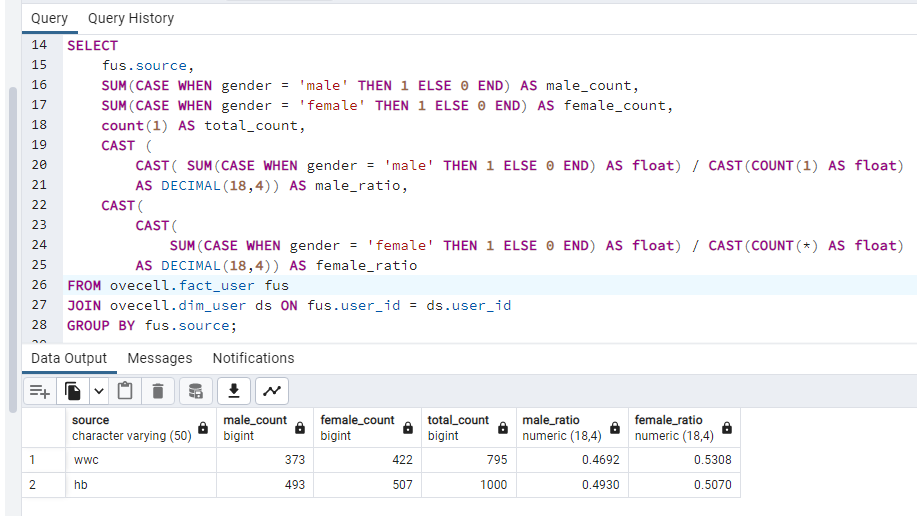 Query Query History
14 SELECT
15 fus.source,
16 SUM(CASE WHEN gender = 'male' THEN 1 ELSE 0 END) AS male_count,
17 SUM(CASE WHEN gender = 'female' THEN 1 ELSE 0 END) AS female_count,
18 count(1) AS total_count,
19 CAST (
20 CAST( SUM(CASE WHEN gender = 'male' THEN 1 ELSE 0 END) AS float) / CAST(COUNT(1) AS float)
21 AS DECIMAL(18,4)) AS male_ratio,
22 CAST(
23 CAST(
24 SUM(CASE WHEN gender = 'female' THEN 1 ELSE 0 END) AS float) / CAST(COUNT(*) AS float)
25 AS DECIMAL(18,4)) AS female_ratio
26 FROM ovecell.fact_user fus
27 JOIN ovecell.dim_user ds ON fus.user_id = ds.user_id
28 GROUP BY fus.source;
Data Output Messages Notifications
source male_count female_count total_count male_ratio female_ratio
character varying (50) bigint bigint bigint numeric (18,4) numeric (18,4)
1 wwc 373 422 795 0.4692 0.5308
2 hb 493 507 1000 0.4930 0.5070